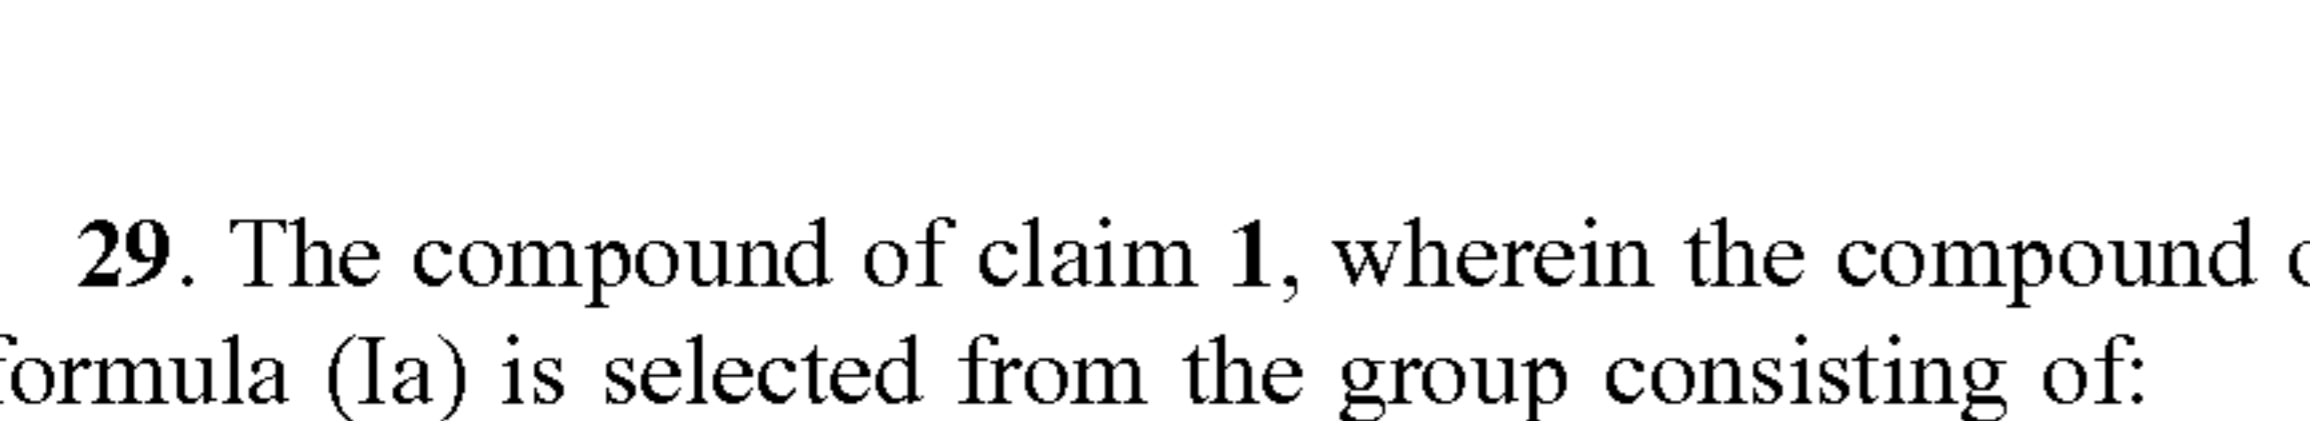 29. The compound of claim 1, wherein the compound
formula (Ia) is selected from the group consisting of: